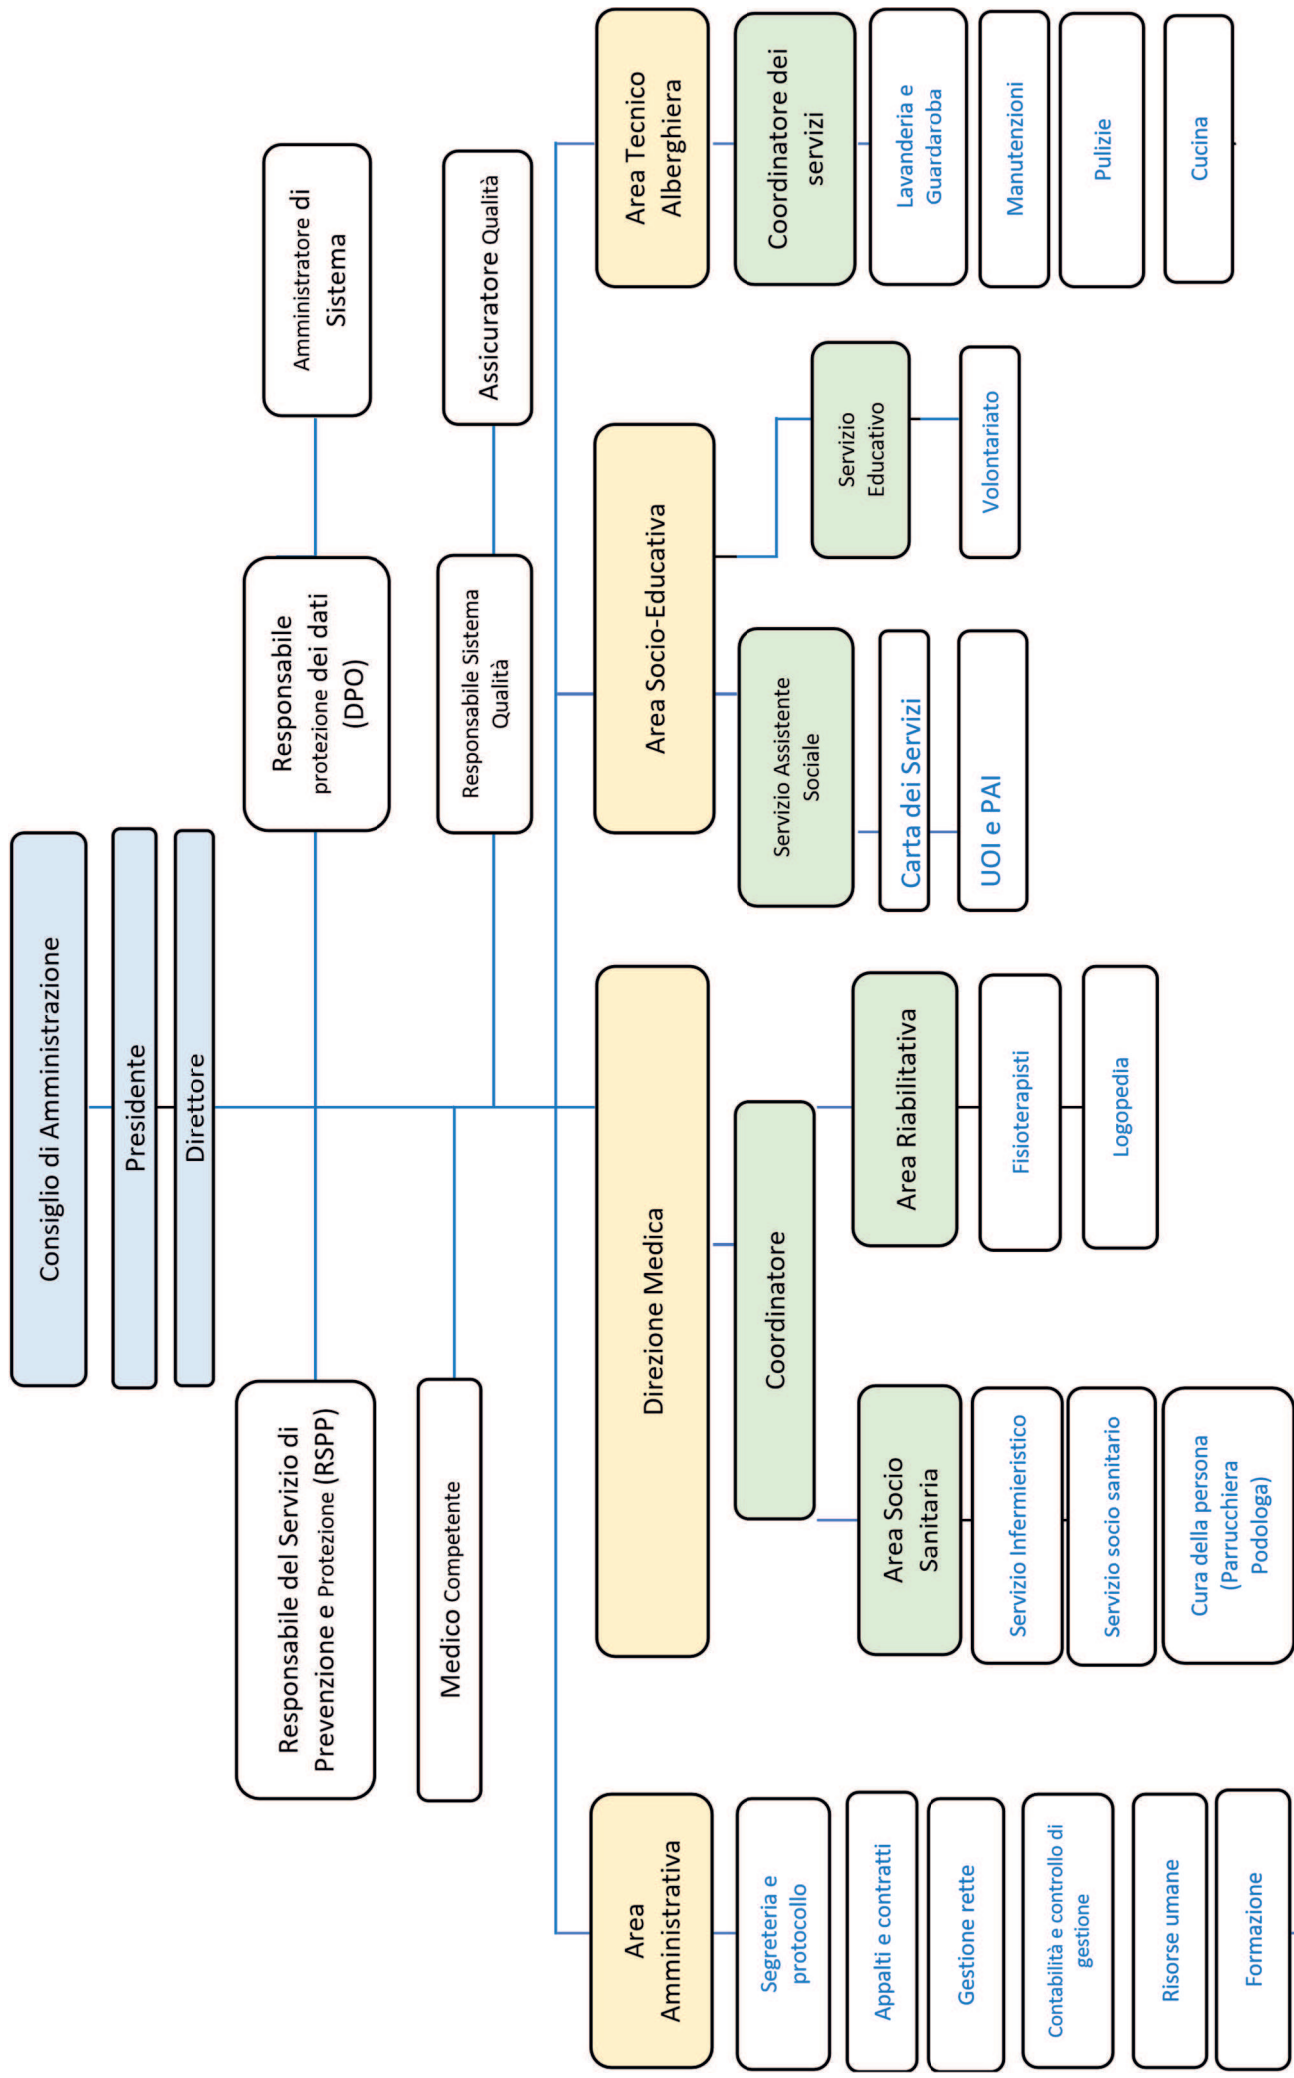 Consiglio di Amministrazione
Presidente
Direttore
Responsabile del Servizio di
Prevenzione e Protezione (RSPP)
Responsabile
protezione dei dati
(DPO)
Amministratore di
Sistema
Medico Competente
Responsabile Sistema
Qualità
Assicuratore Qualità
Area
Amministrativa
Segreteria e
protocollo
Appalti e contratti
Gestione rette
Contabilità e controllo di
gestione
Risorse umane
Formazione
Direzione Medica
Coordinatore
Area Socio
Sanitaria
Servizio Infermieristico
Servizio socio sanitario
Cura della persona
(Parrucchiera
Podologa)
Area Riabilitativa
Fisioterapisti
Logopedia
Area Socio-Educativa
Servizio Assistente
Sociale
Carta dei Servizi
UOI e PAI
Servizio
Educativo
Volontariato
Area Tecnico
Alberghiera
Coordinatore dei
servizi
Lavanderia e
Guardaroba
Manutenzioni
Pulizie
Cucina